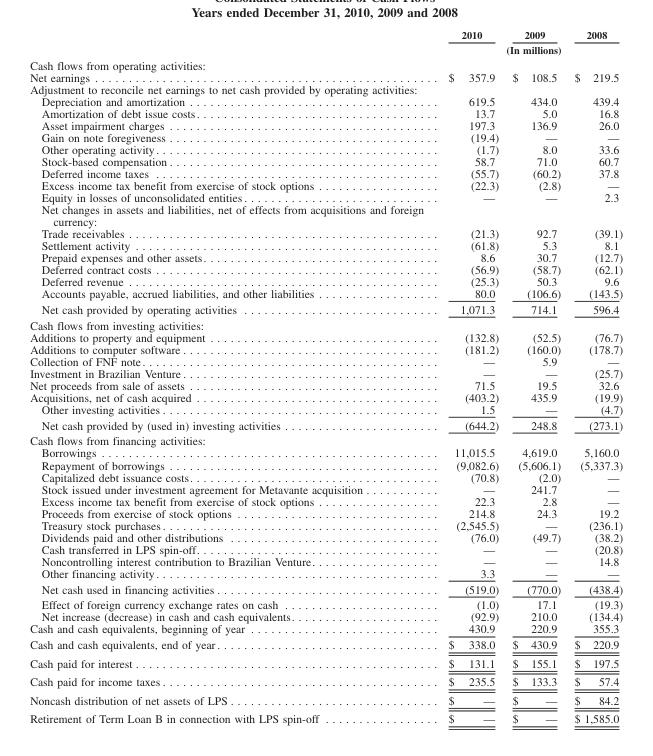 Years ended December 31, 2010, 2009 and 2008
2010 2009 2008
(In millions)
Cash flows from operating activities:
Net earnings . . . . . . . . . . $ 357.9 $ 108.5 $ 219.5
Adjustment to reconcile net earnings to net cash provided by operating activities:
Depreciation and amortization . . . . . . . . . . 619.5 434.0 439.4
Amortization of debt issue costs. . . . . . . . . . 13.7 5.0 16.8
Asset impairment charges . . . . . . . . . . 197.3 136.9 26.0
Gain on note foregiveness . . . . . . . . . . (19.4) — —
Other operating activity. . . . . . . . . . (1.7) 8.0 33.6
Stock-based compensation . . . . . . . . . . 58.7 71.0 60.7
Deferred income taxes . . . . . . . . . . (55.7) (60.2) 37.8
Excess income tax benefit from exercise of stock options . . . . . . . . . . (22.3) (2.8) —
Equity in losses of unconsolidated entities. . . . . . . . . . — — 2.3
Net changes in assets and liabilities, net of effects from acquisitions and foreign
currency:
Trade receivables . . . . . . . . . . (21.3) 92.7 (39.1)
Settlement activity . . . . . . . . . . (61.8) 5.3 8.1
Prepaid expenses and other assets. . . . . . . . . . 8.6 30.7 (12.7)
Deferred contract costs . . . . . . . . . . (56.9) (58.7) (62.1)
Deferred revenue . . . . . . . . . . (25.3) 50.3 9.6
Accounts payable, accrued liabilities, and other liabilities . . . . . . . . . . 80.0 (106.6) (143.5)
Net cash provided by operating activities . . . . . . . . . . 1,071.3 714.1 596.4
Cash flows from investing activities:
Additions to property and equipment . . . . . . . . . . (132.8) (52.5) (76.7)
Additions to computer software . . . . . . . . . . (181.2) (160.0) (178.7)
Collection of FNF note. . . . . . . . . . — 5.9 —
Investment in Brazilian Venture. . . . . . . . . . — — (25.7)
Net proceeds from sale of assets . . . . . . . . . . 71.5 19.5 32.6
Acquisitions, net of cash acquired . . . . . . . . . . (403.2) 435.9 (19.9)
Other investing activities . . . . . . . . . . 1.5 — (4.7)
Net cash provided by (used in) investing activities . . . . . . . . . . (644.2) 248.8 (273.1)
Cash flows from financing activities:
Borrowings . . . . . . . . . . 11,015.5 4,619.0 5,160.0
Repayment of borrowings . . . . . . . . . . (9,082.6) (5,606.1) (5,337.3)
Capitalized debt issuance costs. . . . . . . . . . (70.8) (2.0) —
Stock issued under investment agreement for Metavante acquisition . . . . . . . . . . — 241.7 —
Excess income tax benefit from exercise of stock options . . . . . . . . . . 22.3 2.8 —
Proceeds from exercise of stock options . . . . . . . . . . 214.8 24.3 19.2
Treasury stock purchases. . . . . . . . . . (2,545.5) — (236.1)
Dividends paid and other distributions . . . . . . . . . . (76.0) (49.7) (38.2)
Cash transferred in LPS spin-off. . . . . . . . . . — — (20.8)
Noncontrolling interest contribution to Brazilian Venture. . . . . . . . . . — — 14.8
Other financing activity. . . . . . . . . . 3.3 — —
Net cash used in financing activities . . . . . . . . . . (519.0) (770.0) (438.4)
Effect of foreign currency exchange rates on cash . . . . . . . . . . (1.0) 17.1 (19.3)
Net increase (decrease) in cash and cash equivalents. . . . . . . . . . (92.9) 210.0 (134.4)
Cash and cash equivalents, beginning of year . . . . . . . . . . 430.9 220.9 355.3
Cash and cash equivalents, end of year. . . . . . . . . . $ 338.0 $ 430.9 $ 220.9
Cash paid for interest . . . . . . . . . . $ 131.1 $ 155.1 $ 197.5
Cash paid for income taxes. . . . . . . . . . $ 235.5 $ 133.3 $ 57.4
Noncash distribution of net assets of LPS . . . . . . . . . . $ — $ — $ 84.2
Retirement of Term Loan B in connection with LPS spin-off . . . . . . . . . . $ — $ — $ 1,585.0